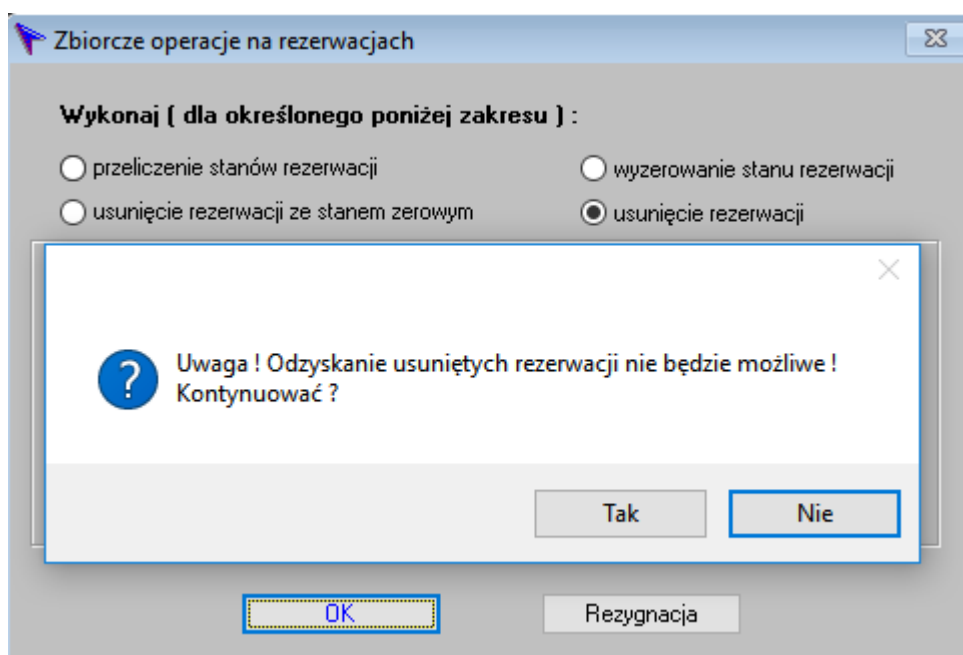 Zbiorcze operacje na rezerwacjach
Wykonaj ( dla określonego poniżej zakresu ) :
przeliczenie stanów rezerwacji
wyzerowanie stanu rezerwacji
usunięcie rezerwacji ze stanem zerowym
usunięcie rezerwacji
Uwaga ! Odzyskanie usuniętych rezerwacji nie będzie możliwe !
Kontynuować ?
Tak
Nie
OK
Rezygnacja